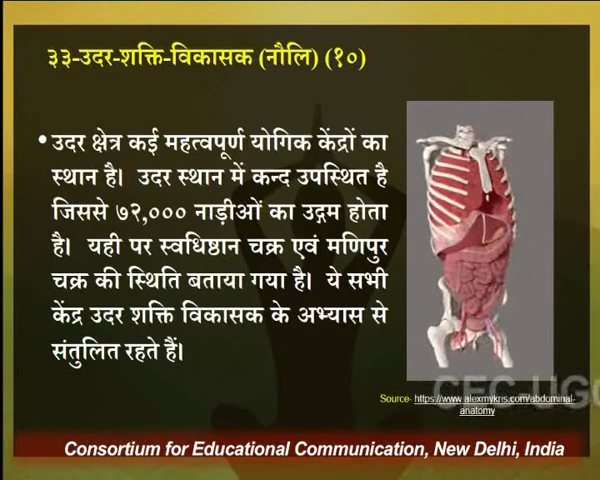 ३३-उदर-शक्ति-विकासक (नौलि) (१०)
• उदर क्षेत्र कई महत्वपूर्ण योगिक केंद्रों का
स्थान है। उदर स्थान में कन्द उपस्थित है
जिससे ७२,००० नाड़ीओं का उद्गम होता
है। यही पर स्वधिष्ठान चक्र एवं मणिपुर
चक्र की स्थिति बताया गया है। ये सभी
केंद्र उदर शक्ति विकासक के अभ्यास से
संतुलित रहते हैं।
Source- https://www.alexmykris.com/abdominal-
anatomy
CEC-UG
Consortium for Educational Communication, New Delhi, India